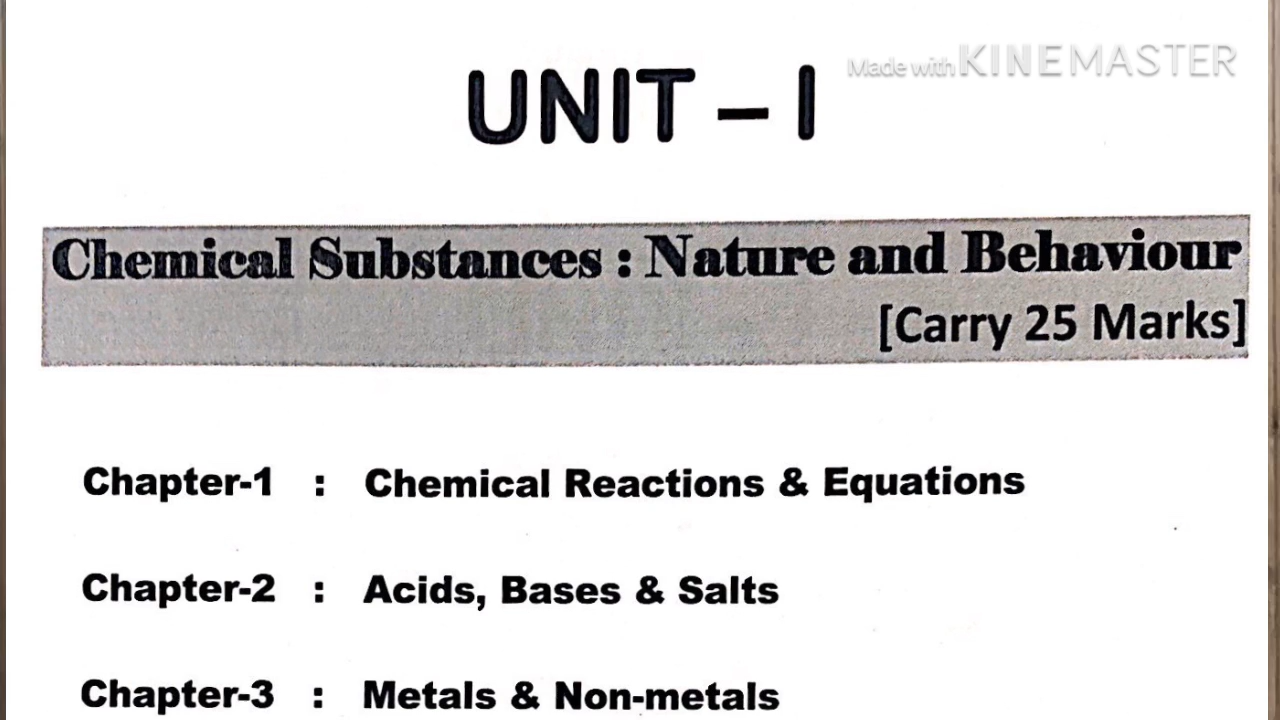 Made with KINEMASTER
UNIT – I
Chemical Substances : Nature and Behaviour
[Carry 25 Marks]
Chapter-1 : Chemical Reactions & Equations
Chapter-2 : Acids, Bases & Salts
Chapter-3 : Metals & Non-metals